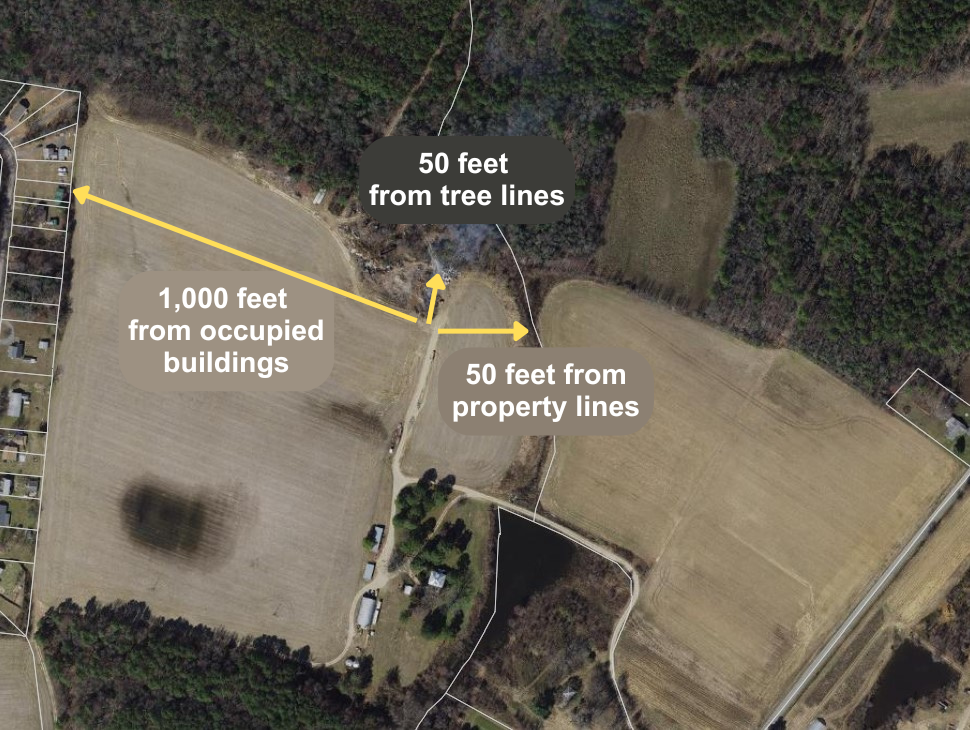 50 feet
from tree lines
1,000 feet
from occupied
buildings
50 feet from
property lines